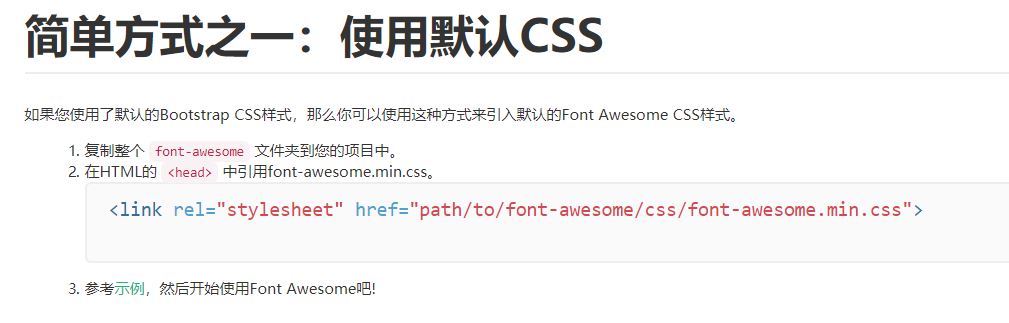 简单方式之一：使用默认CSS
如果您使用了默认的Bootstrap CSS样式，那么你可以使用这种方式来引入默认的Font Awesome CSS样式。
1. 复制整个 font-awesome 文件夹到您的项目中。
2. 在HTML的 <head> 中引用font-awesome.min.css。
<link rel="stylesheet" href="path/to/font-awesome/css/font-awesome.min.css">
3. 参考示例，然后开始使用Font Awesome吧!